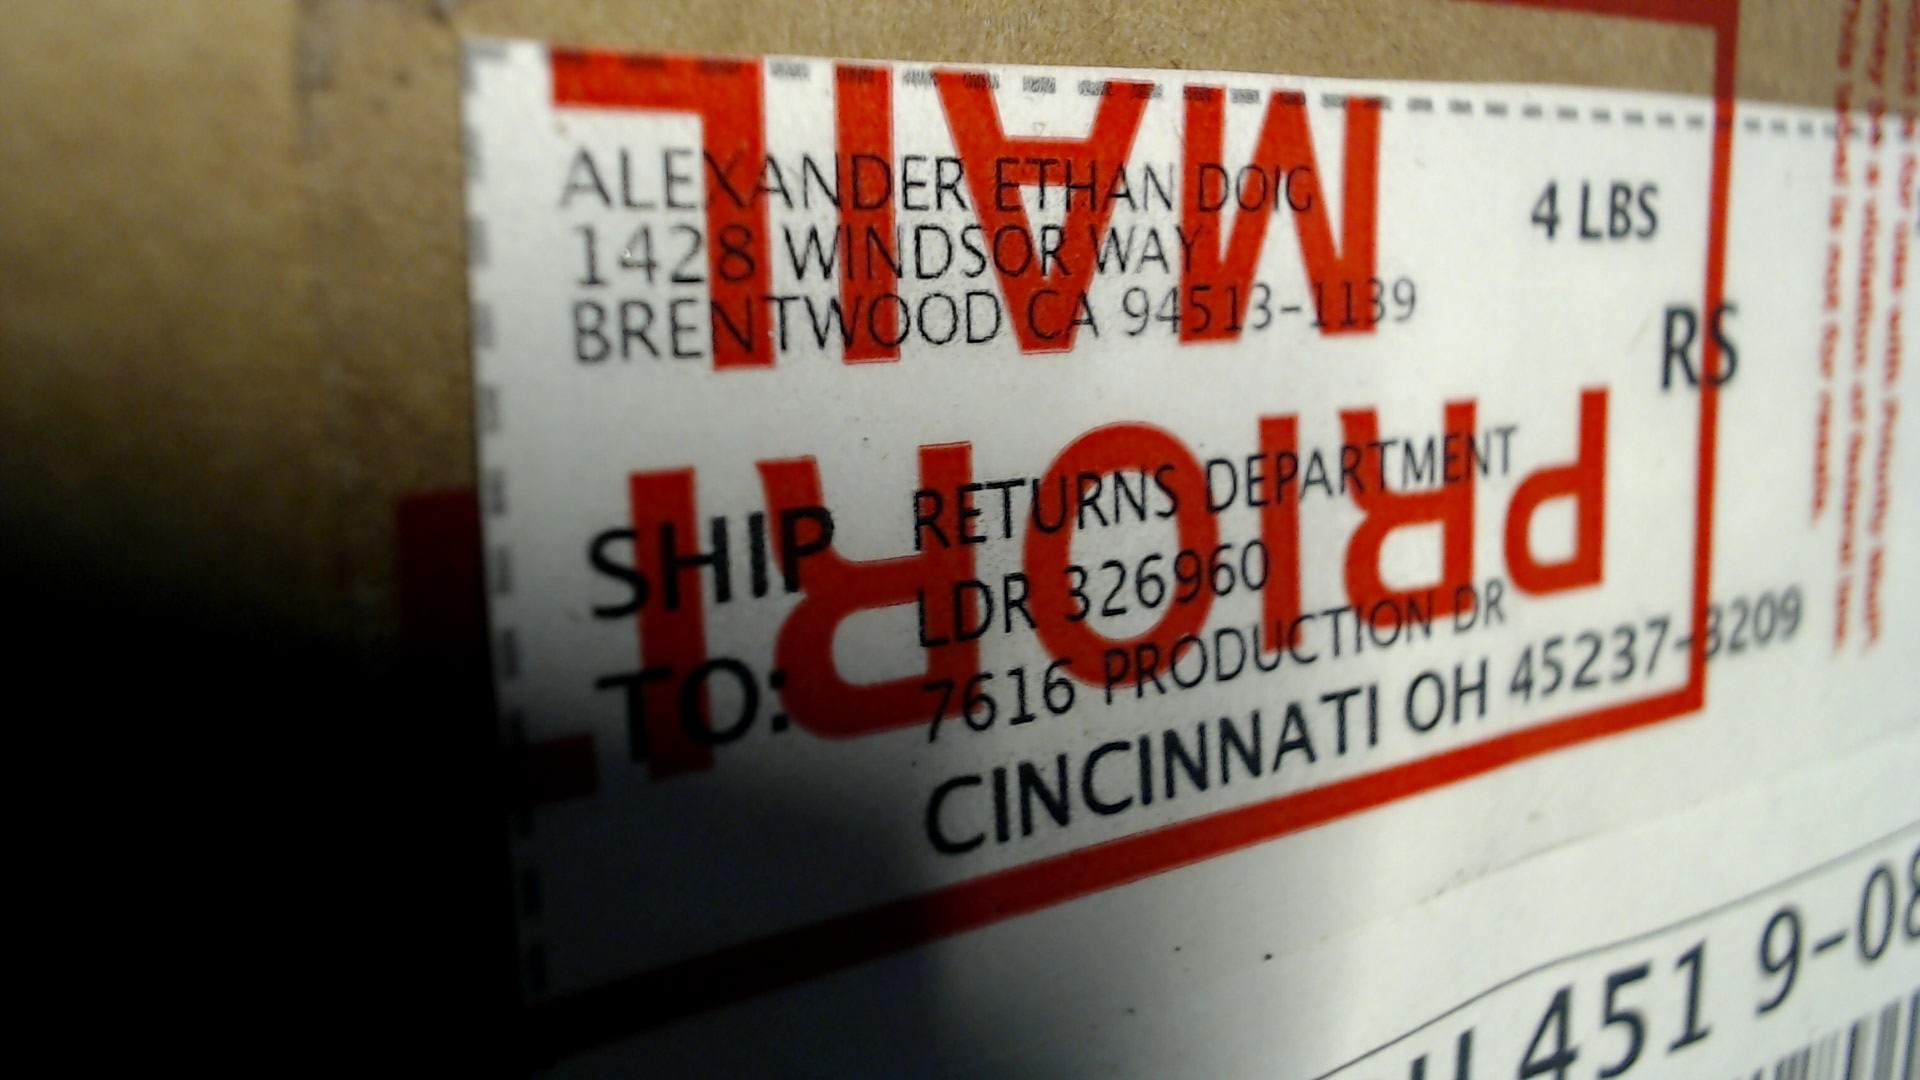 ALEXANDER ETHAN DOIG
1428 WINDSOR WAY
BRENTWOOD CA 94513-1139
4 LBS
RS
SHIP
TO:
RETURNS DEPARTMENT
LDR 326960
7616 PRODUCTION DR
CINCINNATI OH 45237-3209
PRIORI
MAIL
451 9-08